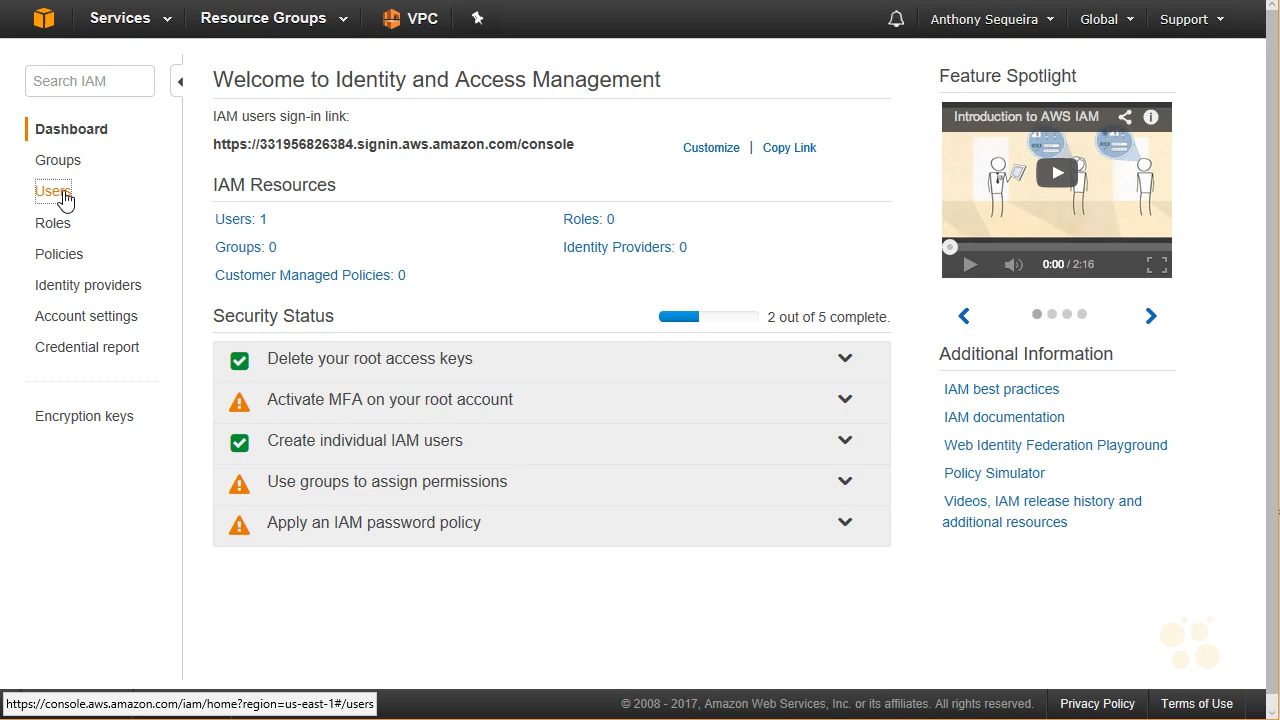 Services
Resource Groups
VPC
Anthony Sequeira
Global
Support
Search IAM
Dashboard
Groups
Users
Roles
Policies
Identity providers
Account settings
Credential report
Encryption keys
Welcome to Identity and Access Management
IAM users sign-in link:
https://331956826384.signin.aws.amazon.com/console
Customize | Copy Link
IAM Resources
Users: 1
Roles: 0
Groups: 0
Identity Providers: 0
Customer Managed Policies: 0
Security Status
2 out of 5 complete.
Delete your root access keys
Activate MFA on your root account
Create individual IAM users
Use groups to assign permissions
Apply an IAM password policy
Feature Spotlight
Introduction to AWS IAM
0:00 / 2:16
Additional Information
IAM best practices
IAM documentation
Web Identity Federation Playground
Policy Simulator
Videos, IAM release history and
additional resources
https://console.aws.amazon.com/iam/home?region=us-east-1#/users
© 2008 - 2017, Amazon Web Services, Inc. or its affiliates. All rights reserved.
Privacy Policy
Terms of Use